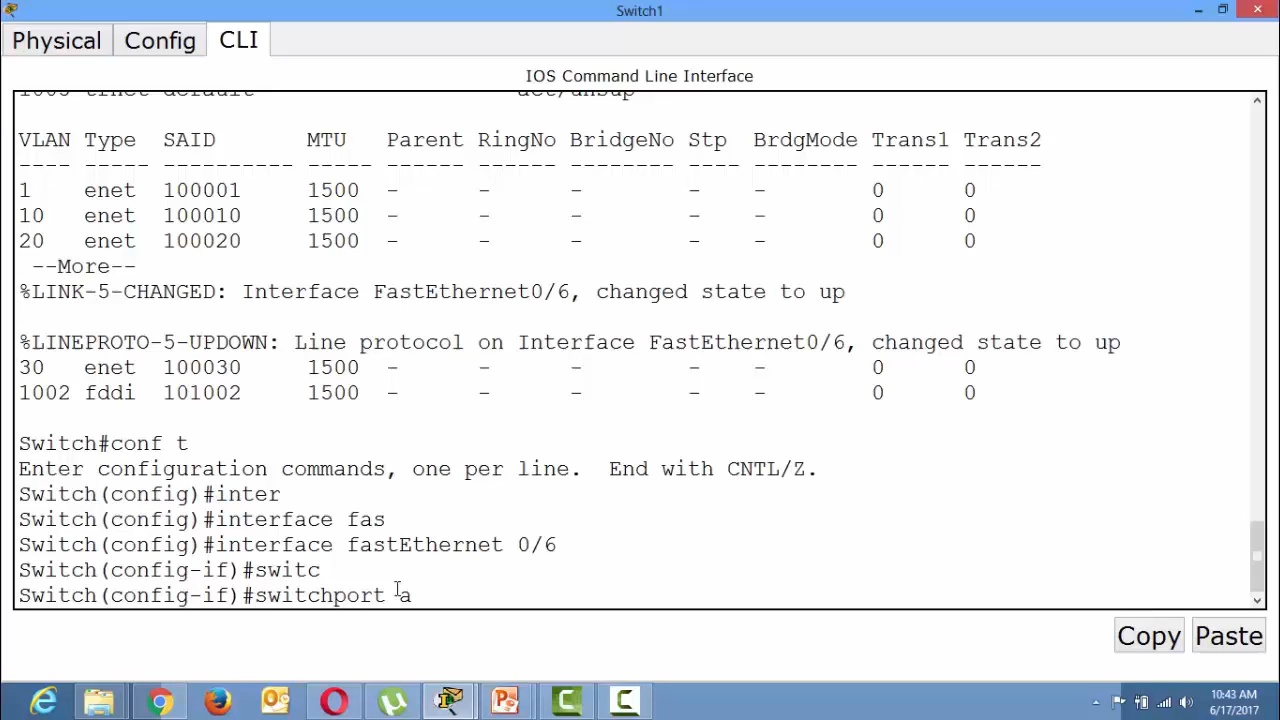 Switch1
Physical Config CLI
IOS Command Line Interface
VLAN Type SAID MTU Parent RingNo BridgeNo Stp BrdgMode Trans1 Trans2
---- ----- ---------- ----- ------ ------ -------- ---- -------- ------ ------
1 enet 100001 1500 - - - - - 0 0
10 enet 100010 1500 - - - - - 0 0
20 enet 100020 1500 - - - - - 0 0
--More--
%LINK-5-CHANGED: Interface FastEthernet0/6, changed state to up
%LINEPROTO-5-UPDOWN: Line protocol on Interface FastEthernet0/6, changed state to up
30 enet 100030 1500 - - - - - 0 0
1002 fddi 101002 1500 - - - - - 0 0
Switch#conf t
Enter configuration commands, one per line. End with CNTL/Z.
Switch(config)#inter
Switch(config)#interface fas
Switch(config)#interface fastEthernet 0/6
Switch(config-if)#switc
Switch(config-if)#switchport a
Copy Paste
10:43 AM
6/17/2017